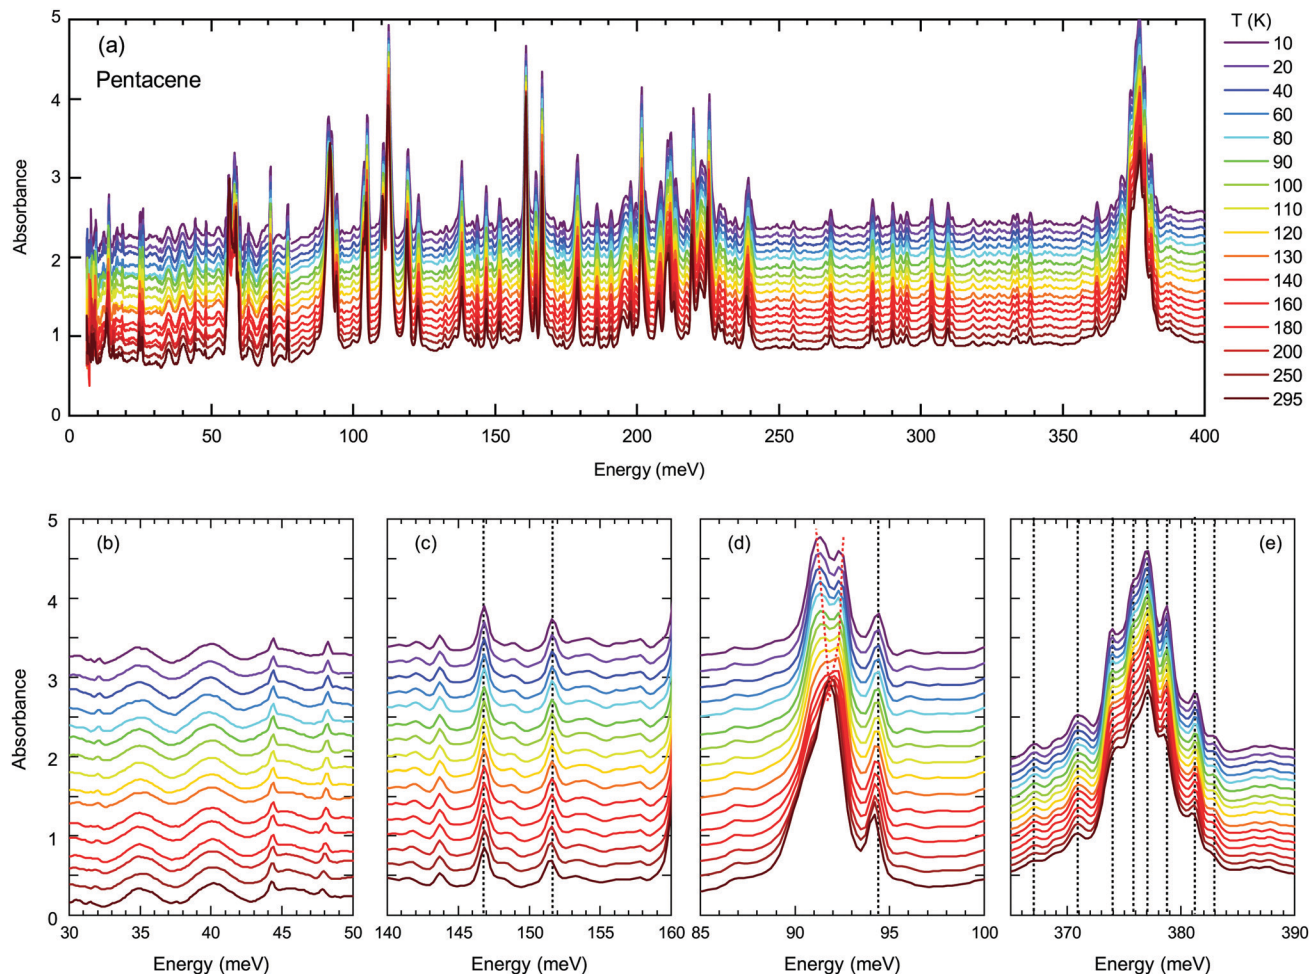 (a)
Pentacene
Absorbance
5
4
3
2
1
0
0 50 100 150 200 250 300 350 400
Energy (meV)
T (K)
10
20
40
60
80
90
100
110
120
130
140
160
180
200
250
295
(b) (c) (d) (e)
Absorbance
5
4
3
2
1
0
30 35 40 45 50
140 145 150 155 160
85 90 95 100
370 380 390
Energy (meV) Energy (meV) Energy (meV) Energy (meV)